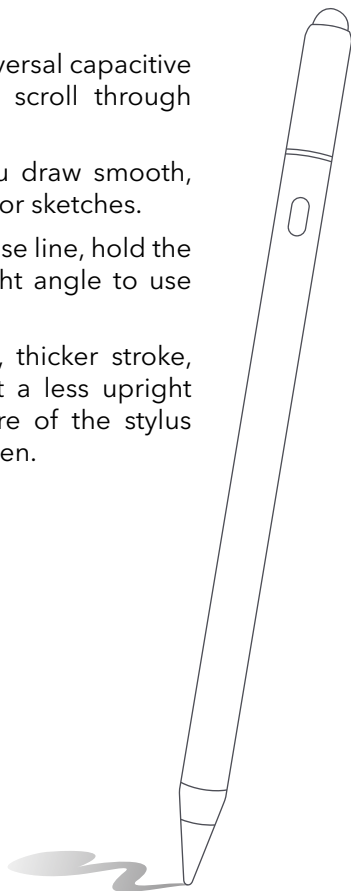 versal capacitive
scroll through
u draw smooth,
or sketches.
se line, hold the
ht angle to use
, thicker stroke,
t a less upright
re of the stylus
en.